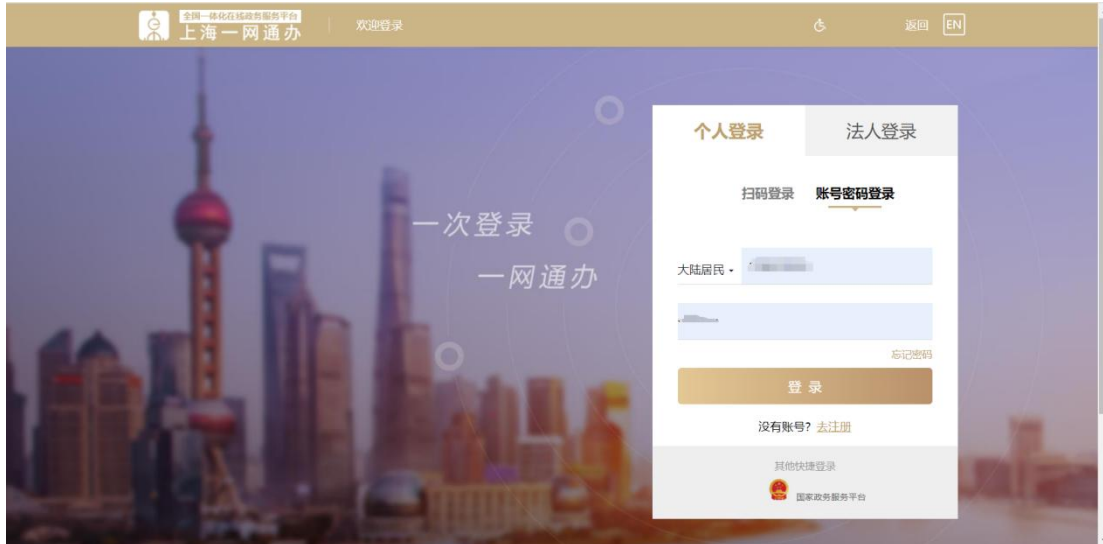 全国一体化在线政务服务平台
上海一网通办
欢迎登录
返回 EN
一次登录
一网通办
个人登录 法人登录
扫码登录 账号密码登录
大陆居民
忘记密码
登 录
没有账号? 去注册
其他快捷登录
国家政务服务平台